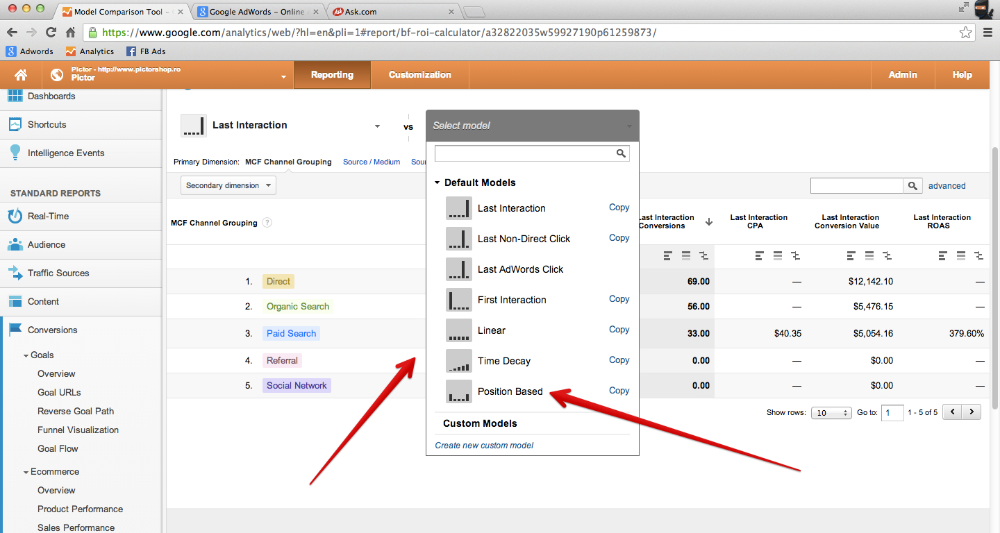 Model Comparison Tool –
Google AdWords – Online
Ask
Ask.com
https://www.google.com/analytics/web/?hl=en&pli=1#report/bf-roi-calculator/a32822035w59927190p61259873/
8 Adwords
Analytics
f FB Ads
Pictor - http://www.pictorshop.ro
Pictor
Reporting
Customization
Admin
Help
Dashboards
Shortcuts
Intelligence Events
STANDARD REPORTS
Real-Time
Audience
Traffic Sources
Content
Conversions
Goals
Overview
Goal URLs
Reverse Goal Path
Funnel Visualization
Goal Flow
Ecommerce
Overview
Product Performance
Sales Performance
Last Interaction
vs
Select model
Primary Dimension: MCF Channel Grouping Source / Medium Sour
Secondary dimension
advanced
Default Models
Last Interaction Copy
Last Non-Direct Click Copy
Last AdWords Click
First Interaction Copy
Linear Copy
Time Decay Copy
Position Based Copy
Custom Models
Create new custom model
MCF Channel Grouping ?
Last Interaction
Conversions
Last Interaction
CPA
Last Interaction
Conversion Value
Last Interaction
ROAS
1. Direct 69.00 — $12,142.10 —
2. Organic Search 56.00 — $5,476.15 —
3. Paid Search 33.00 $40.35 $5,054.16 379.60%
4. Referral 0.00 — $0.00 —
5. Social Network 0.00 — $0.00 —
Show rows: 10 Go to: 1 1 - 5 of 5